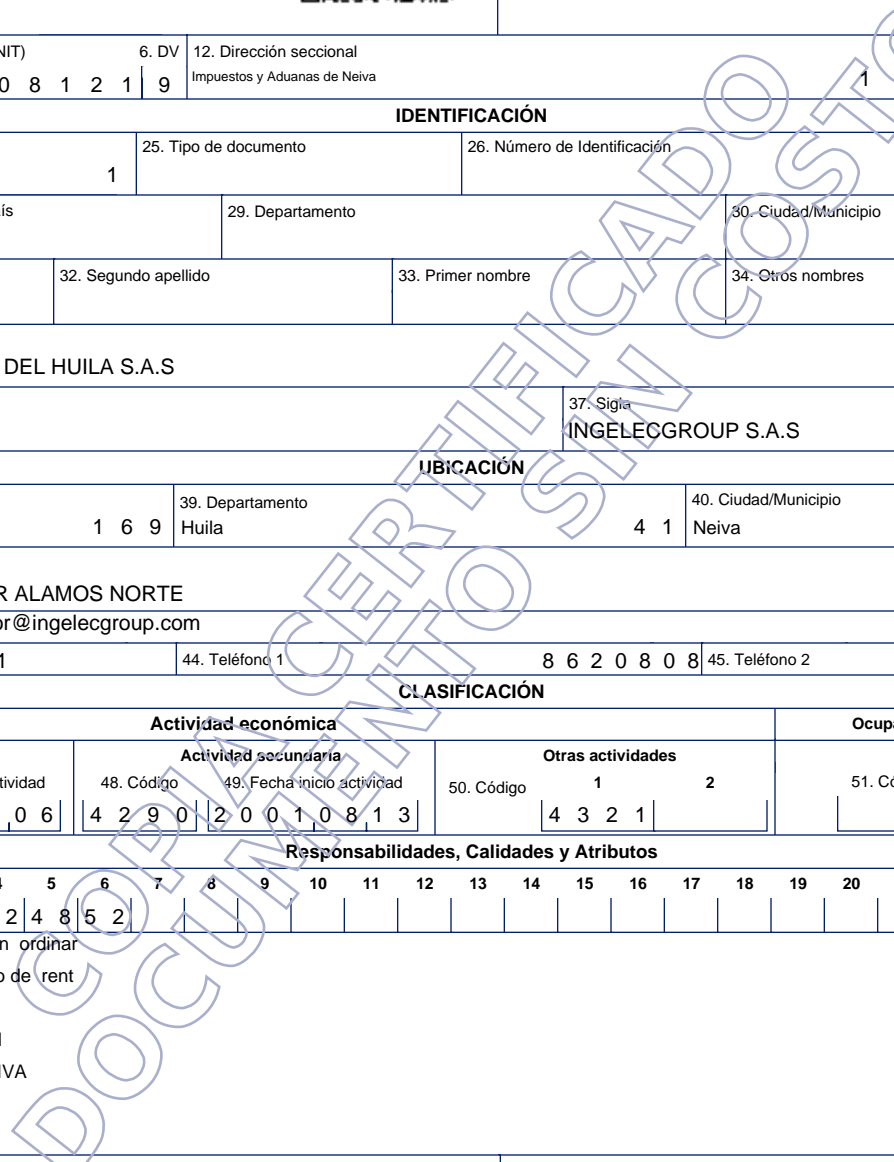 NIT) 6. DV 12. Dirección seccional
0 8 1 2 1 9 Impuestos y Aduanas de Neiva 1
IDENTIFICACIÓN
25. Tipo de documento 26. Número de Identificación
1
ís 29. Departamento 30. Ciudad/Municipio
32. Segundo apellido 33. Primer nombre 34. Otros nombres
DEL HUILA S.A.S
37. Sigla
INGELECGROUP S.A.S
UBICACIÓN
39. Departamento 40. Ciudad/Municipio
1 6 9 Huila 4 1 Neiva
R ALAMOS NORTE
or@ingelecgroup.com
1 44. Teléfono 1 8 6 2 0 8 0 8 45. Teléfono 2
CLASIFICACIÓN
Actividad económica Ocupa
Actividad secundaria Otras actividades
tividad 48. Código 49. Fecha inicio actividad 50. Código 1 2 51. Có
0 6 4 2 9 0 2 0 0 1 0 8 1 3 4 3 2 1
Responsabilidades, Calidades y Atributos
5 6 7 8 9 10 11 12 13 14 15 16 17 18 19 20
2 4 8 5 2
n ordinar
o de rent
IVA
COPIA CERTIFICADO
DOCUMENTO SIN COSTO